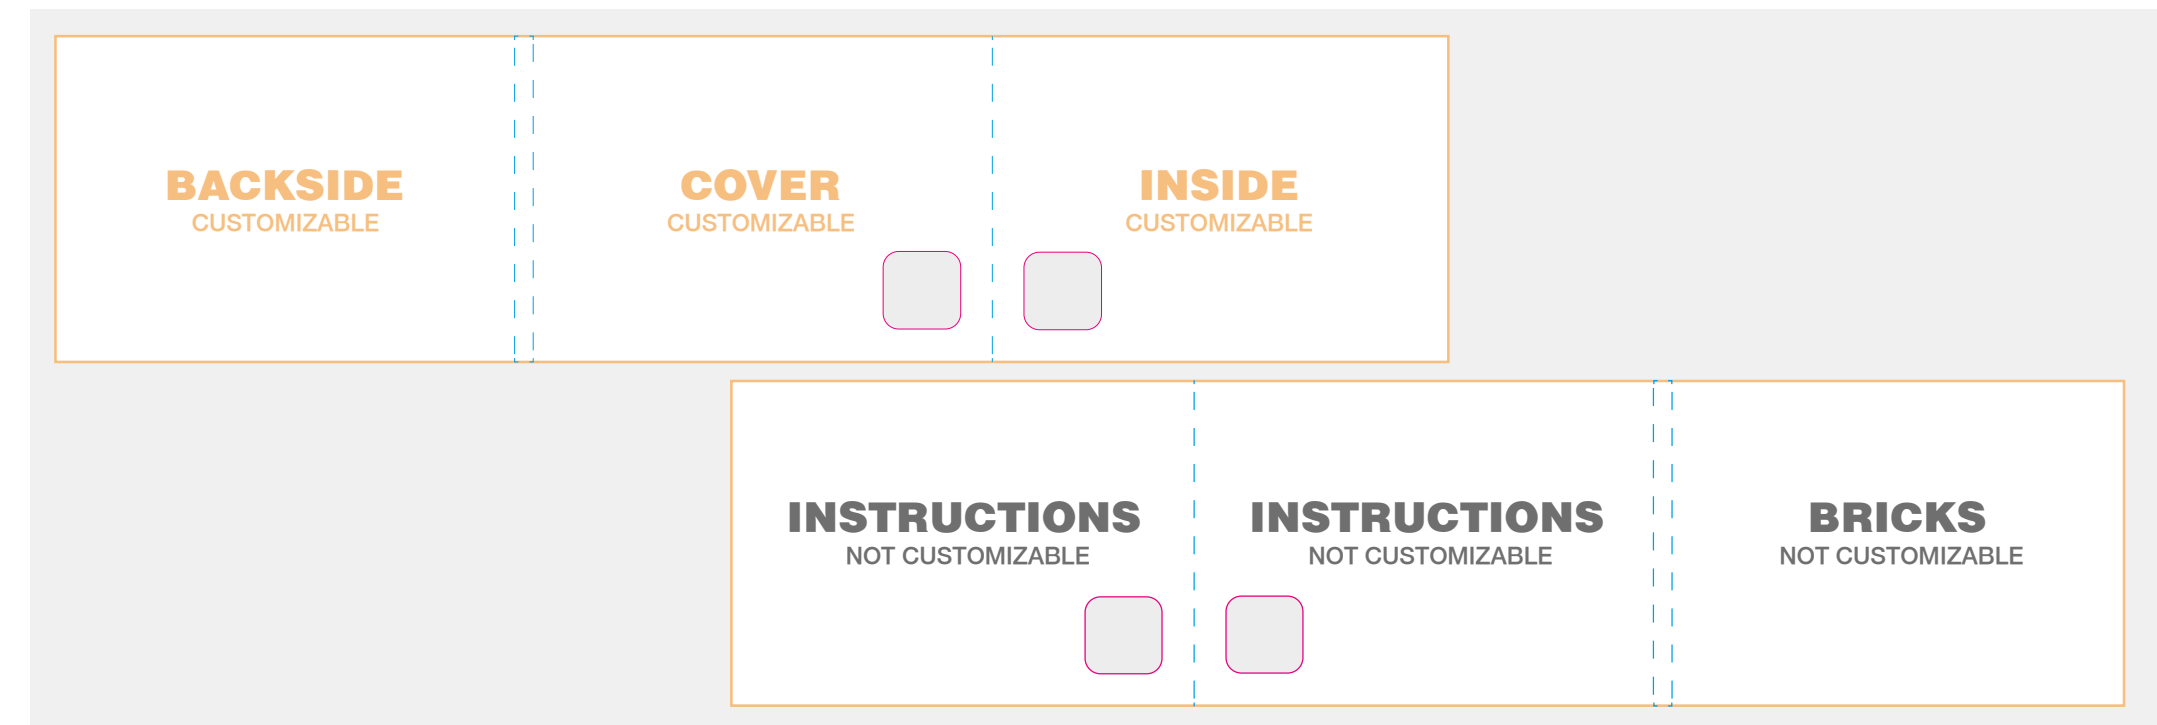 BACKSIDE
CUSTOMIZABLE
COVER
CUSTOMIZABLE
INSIDE
CUSTOMIZABLE
INSTRUCTIONS
NOT CUSTOMIZABLE
INSTRUCTIONS
NOT CUSTOMIZABLE
BRICKS
NOT CUSTOMIZABLE